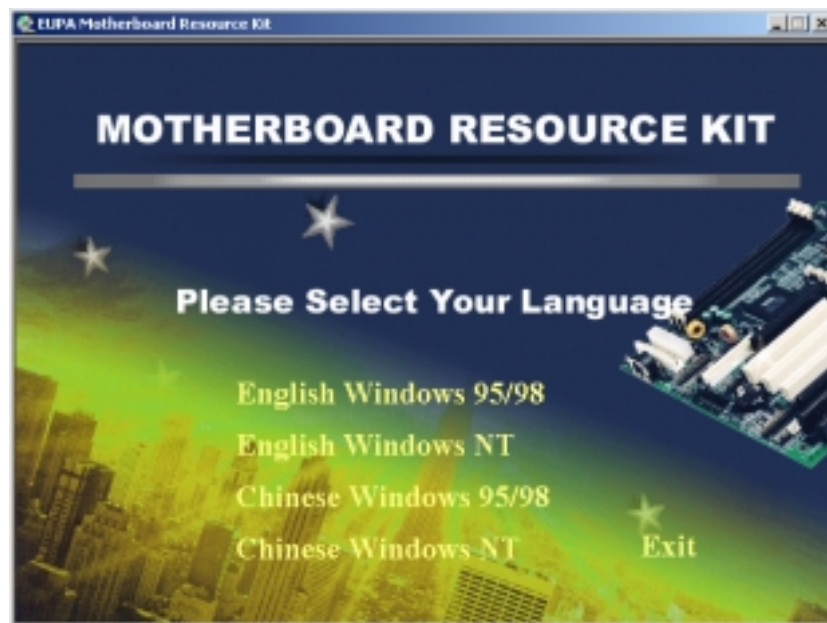 EUPA Motherboard Resource Kit
MOTHERBOARD RESOURCE KIT
Please Select Your Language
English Windows 95/98
English Windows NT
Chinese Windows 95/98
Chinese Windows NT
Exit